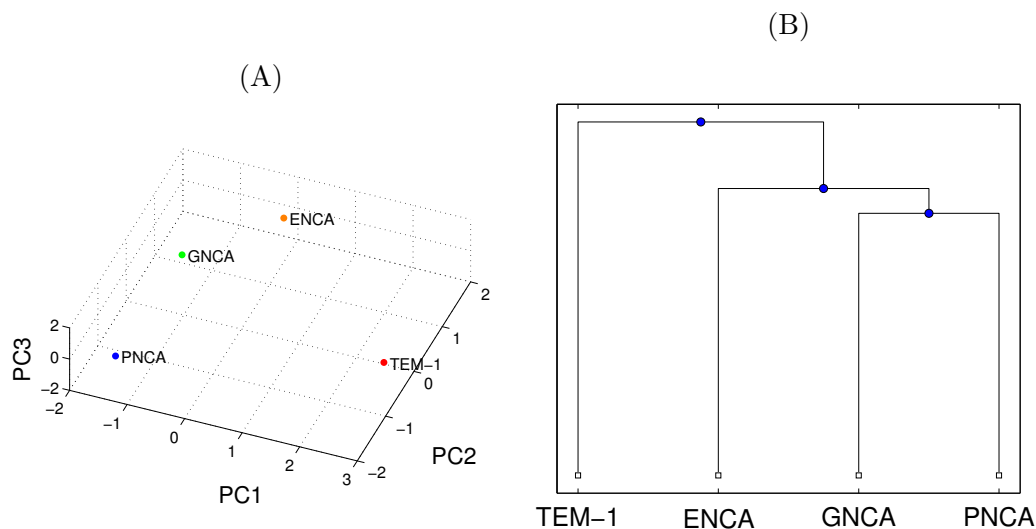 (A)
(B)
ENCA
GNCA
PNCA
TEM−1
2
0
−2
PC3
−2
−1
0
1
2
3
PC1
−2
−1
0
1
2
PC2
TEM−1 ENCA GNCA PNCA